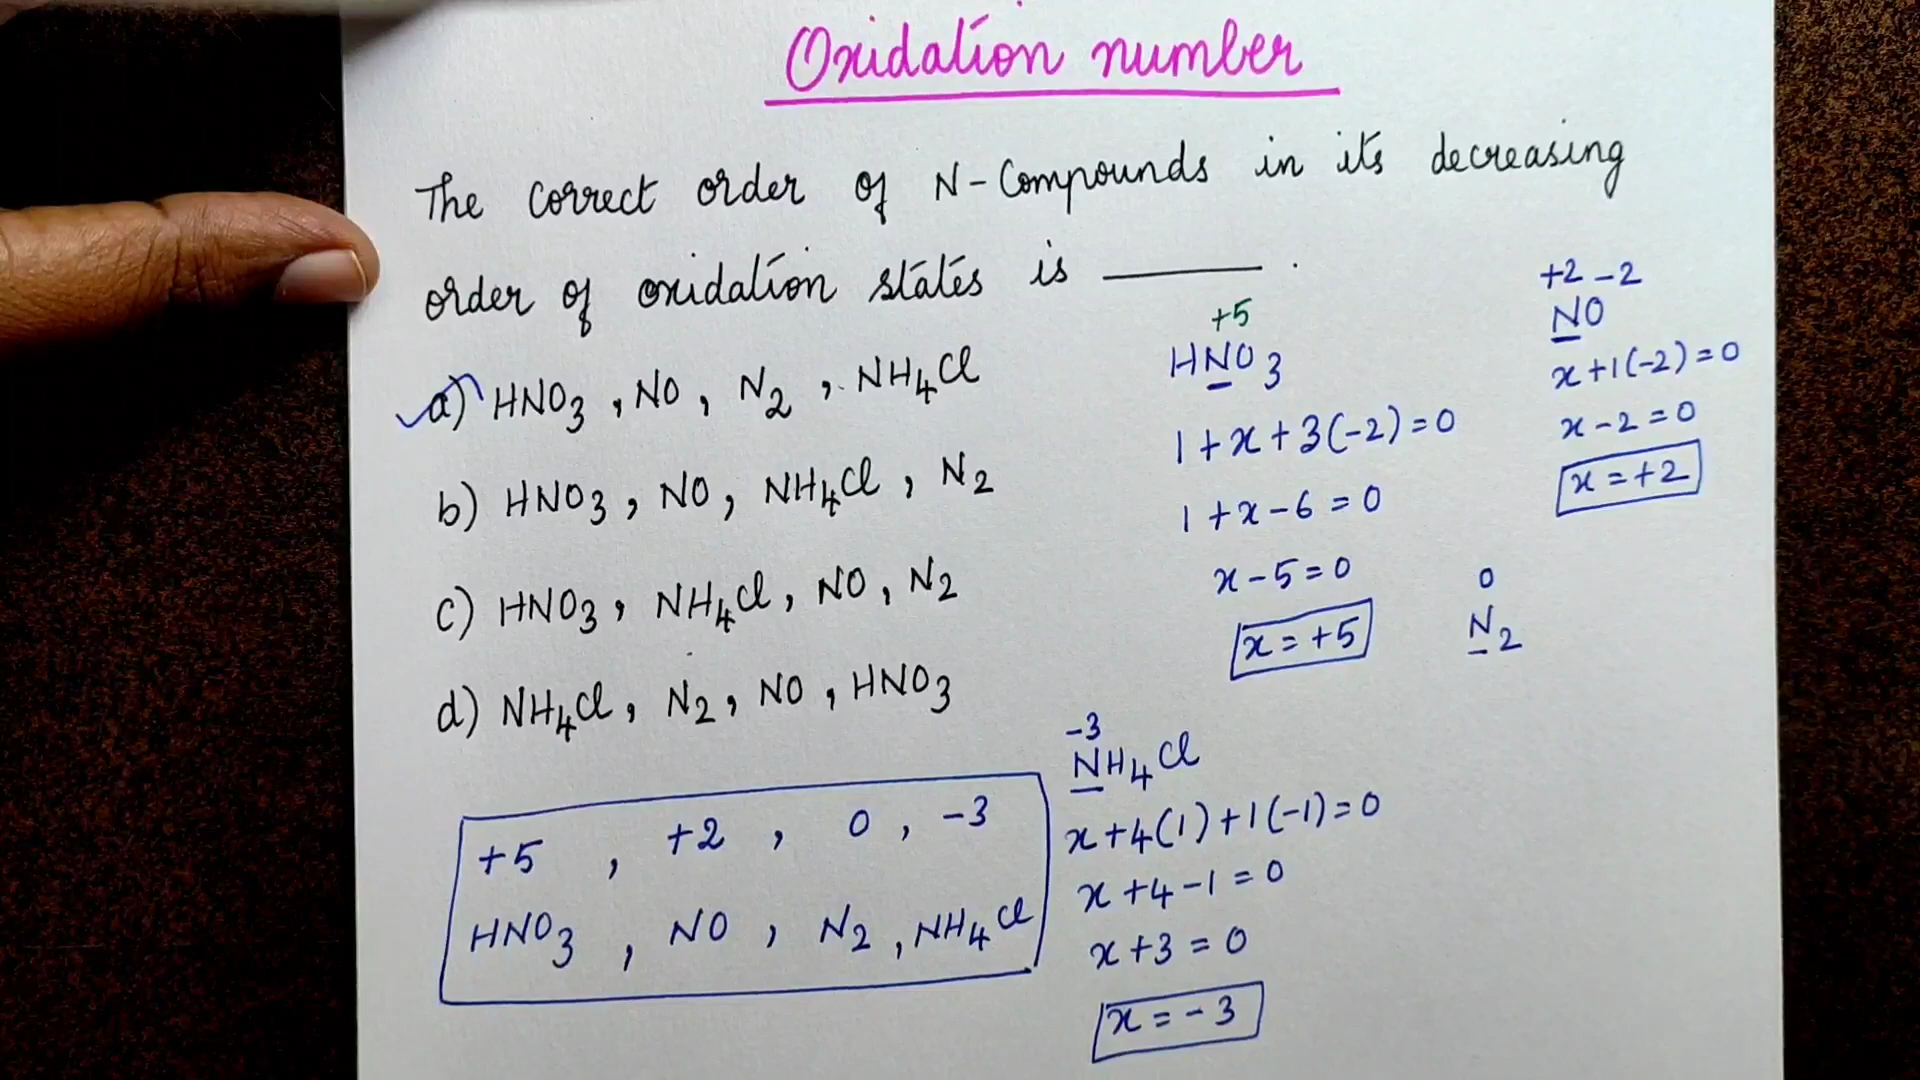 Oxidation number
The correct order of N-Compounds in its decreasing
order of oxidation states is ______ .
a) HNO3 , NO , N2 , NH4Cl
b) HNO3 , NO , NH4Cl , N2
c) HNO3 , NH4Cl , NO , N2
d) NH4Cl , N2 , NO , HNO3
+5 , +2 , 0 , -3
HNO3 , NO , N2 , NH4Cl
+5
HNO3
1 + x + 3(-2) = 0
1 + x - 6 = 0
x - 5 = 0
x = +5
+2 -2
NO
x + 1(-2) = 0
x - 2 = 0
x = +2
0
N2
-3
NH4Cl
x + 4(1) + 1(-1) = 0
x + 4 - 1 = 0
x + 3 = 0
x = -3